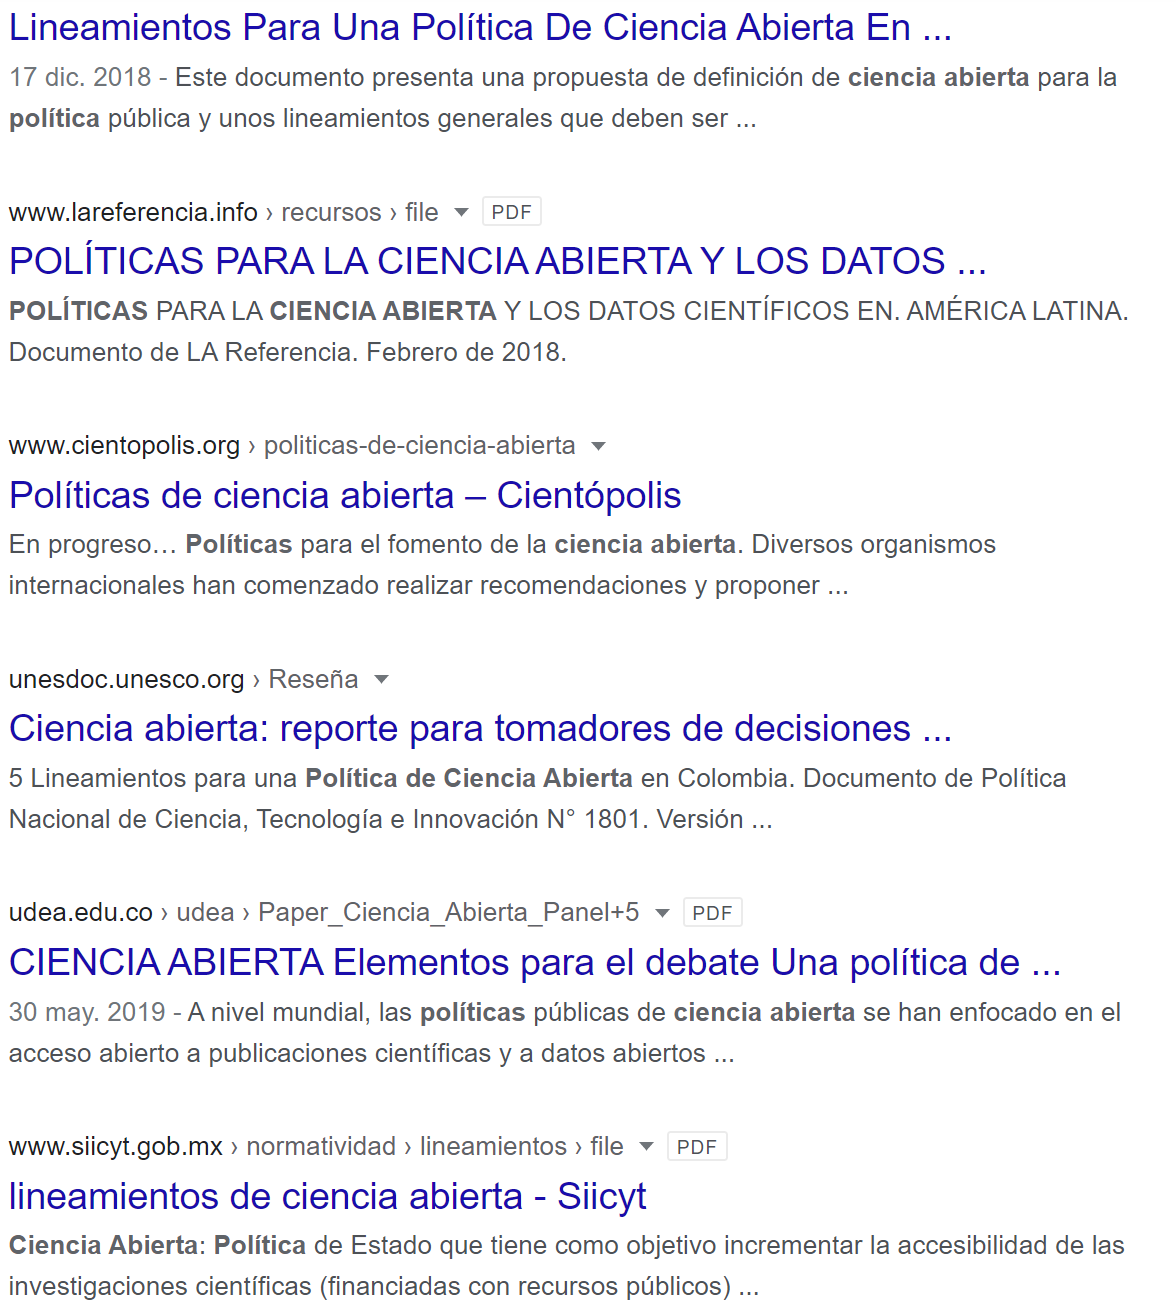 Lineamientos Para Una Política De Ciencia Abierta En ...
17 dic. 2018 - Este documento presenta una propuesta de definición de ciencia abierta para la
política pública y unos lineamientos generales que deben ser ...
www.lareferencia.info › recursos › file PDF
POLÍTICAS PARA LA CIENCIA ABIERTA Y LOS DATOS ...
POLÍTICAS PARA LA CIENCIA ABIERTA Y LOS DATOS CIENTÍFICOS EN. AMÉRICA LATINA.
Documento de LA Referencia. Febrero de 2018.
www.cientopolis.org › politicas-de-ciencia-abierta
Políticas de ciencia abierta – Cientópolis
En progreso… Políticas para el fomento de la ciencia abierta. Diversos organismos
internacionales han comenzado realizar recomendaciones y proponer ...
unesdoc.unesco.org › Reseña
Ciencia abierta: reporte para tomadores de decisiones ...
5 Lineamientos para una Política de Ciencia Abierta en Colombia. Documento de Política
Nacional de Ciencia, Tecnología e Innovación N° 1801. Versión ...
udea.edu.co › udea › Paper_Ciencia_Abierta_Panel+5 PDF
CIENCIA ABIERTA Elementos para el debate Una política de ...
30 may. 2019 - A nivel mundial, las políticas públicas de ciencia abierta se han enfocado en el
acceso abierto a publicaciones científicas y a datos abiertos ...
www.siicyt.gob.mx › normatividad › lineamientos › file PDF
lineamientos de ciencia abierta - Siicyt
Ciencia Abierta: Política de Estado que tiene como objetivo incrementar la accesibilidad de las
investigaciones científicas (financiadas con recursos públicos) ...